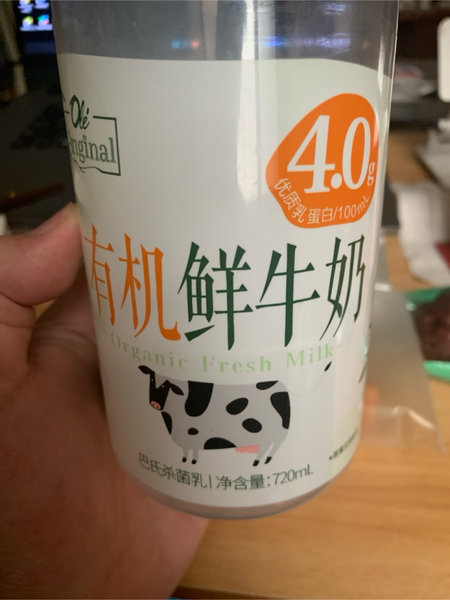 Olé
original
4.0g
优质乳蛋白/100mL
有机鲜牛奶
Organic Fresh Milk
巴氏杀菌乳|净含量:720mL